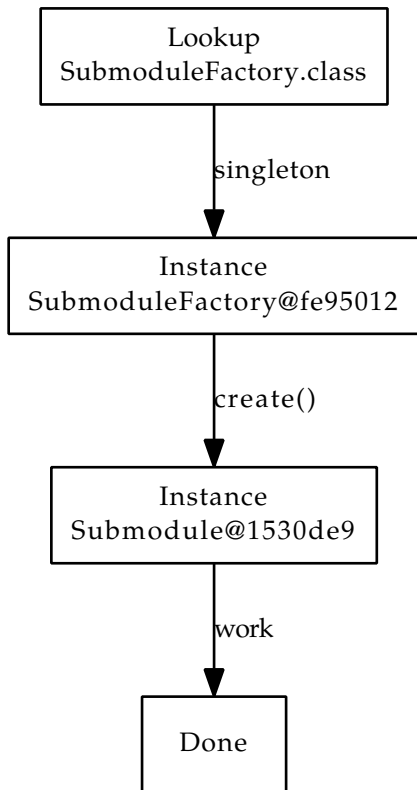 Lookup
SubmoduleFactory.class
singleton
Instance
SubmoduleFactory@fe95012
create()
Instance
Submodule@1530de9
work
Done